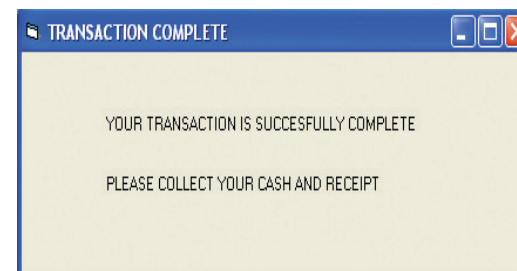 TRANSACTION COMPLETE
YOUR TRANSACTION IS SUCCESFULLY COMPLETE
PLEASE COLLECT YOUR CASH AND RECEIPT